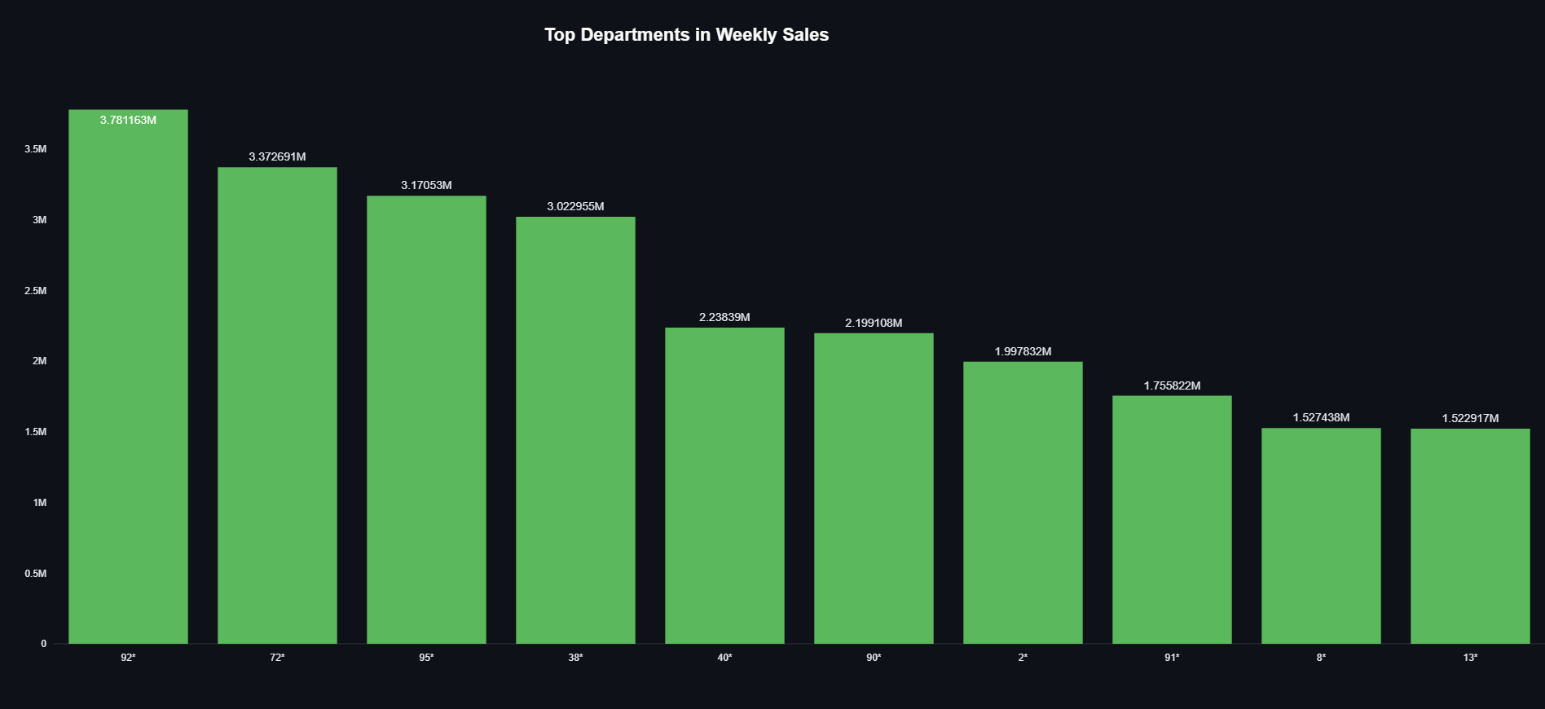 Top Departments in Weekly Sales
3.781163M
3.5M
3.372691M
3.17053M
3.022955M
3M
2.5M
2.23839M
2.199108M
2M
1.997832M
1.755822M
1.5M
1.527438M
1.522917M
1M
0.5M
0
92* 72* 95* 38* 40* 90* 2* 91* 8* 13*